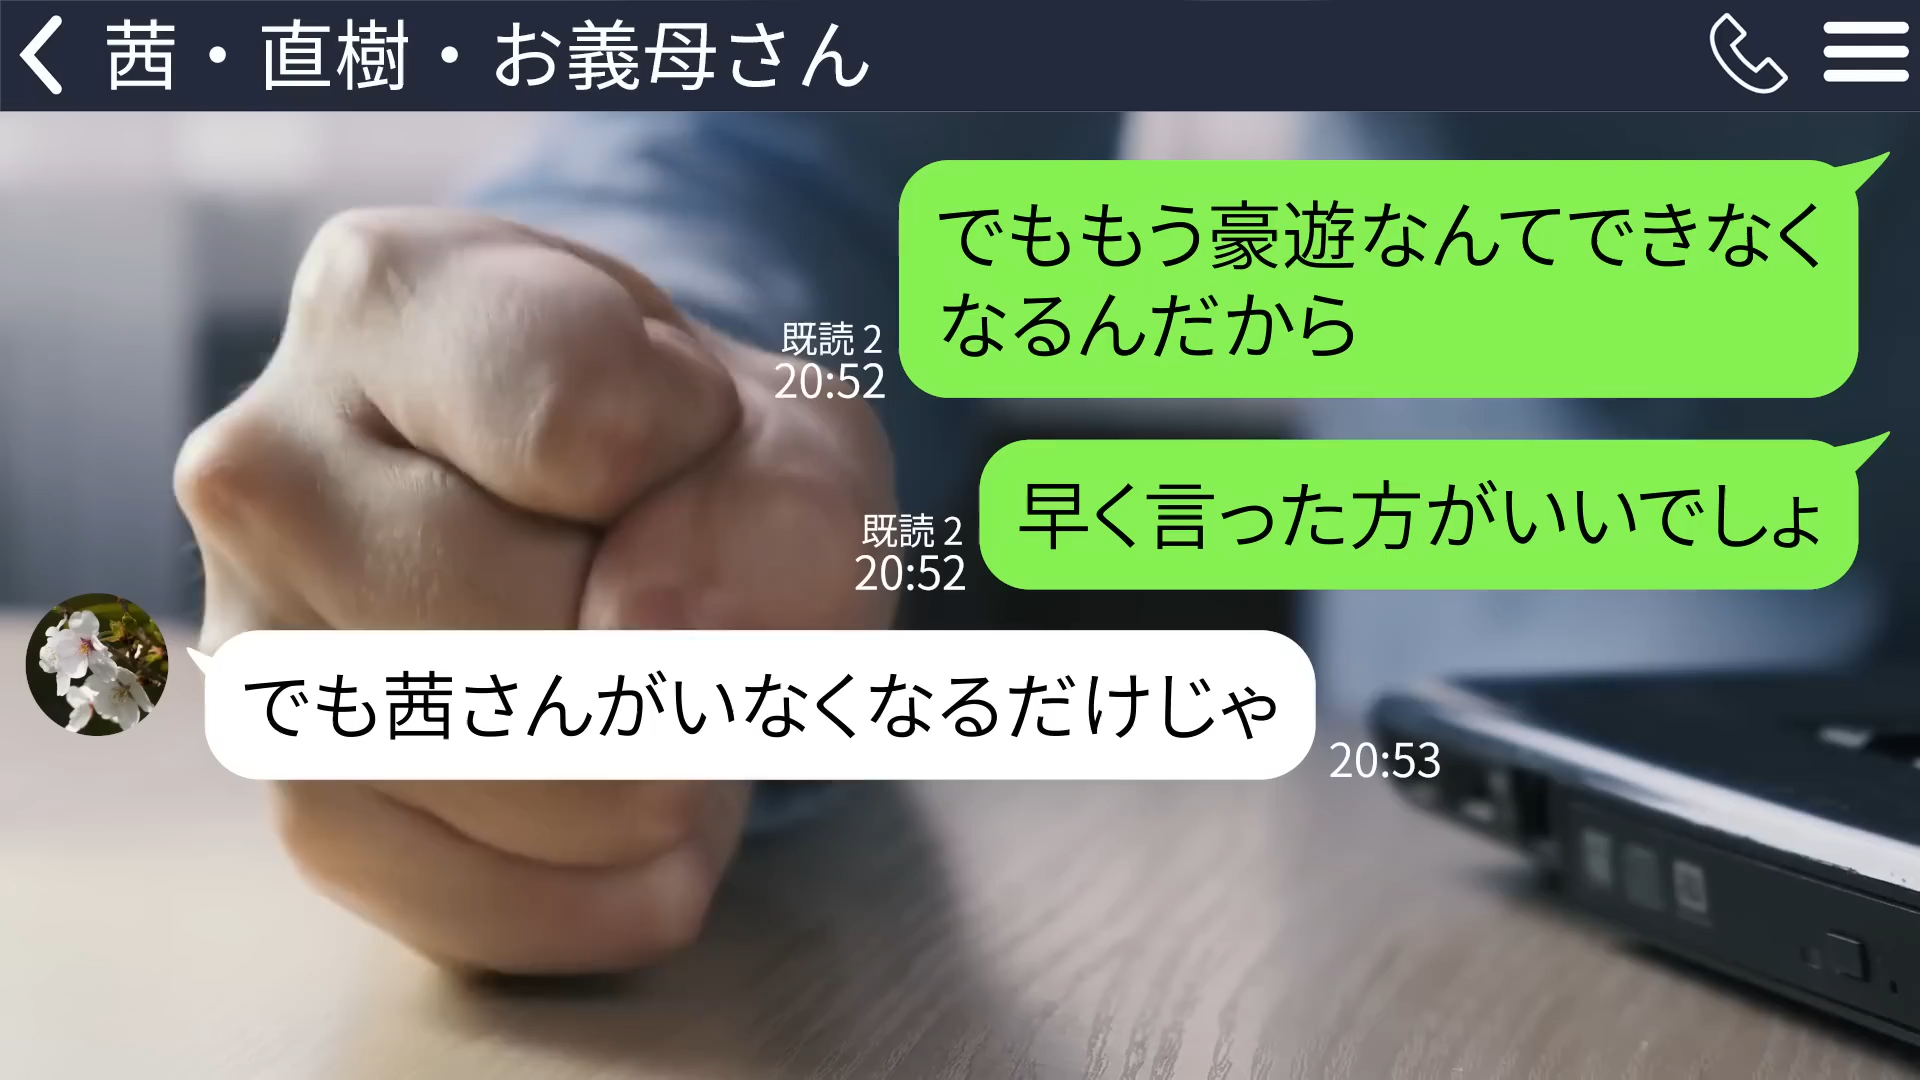 茜・直樹・お義母さん
でももう豪遊なんてできなく
なるんだから
既読 2
20:52
早く言った方がいいでしょ
既読 2
20:52
でも茜さんがいなくなるだけじゃ
20:53